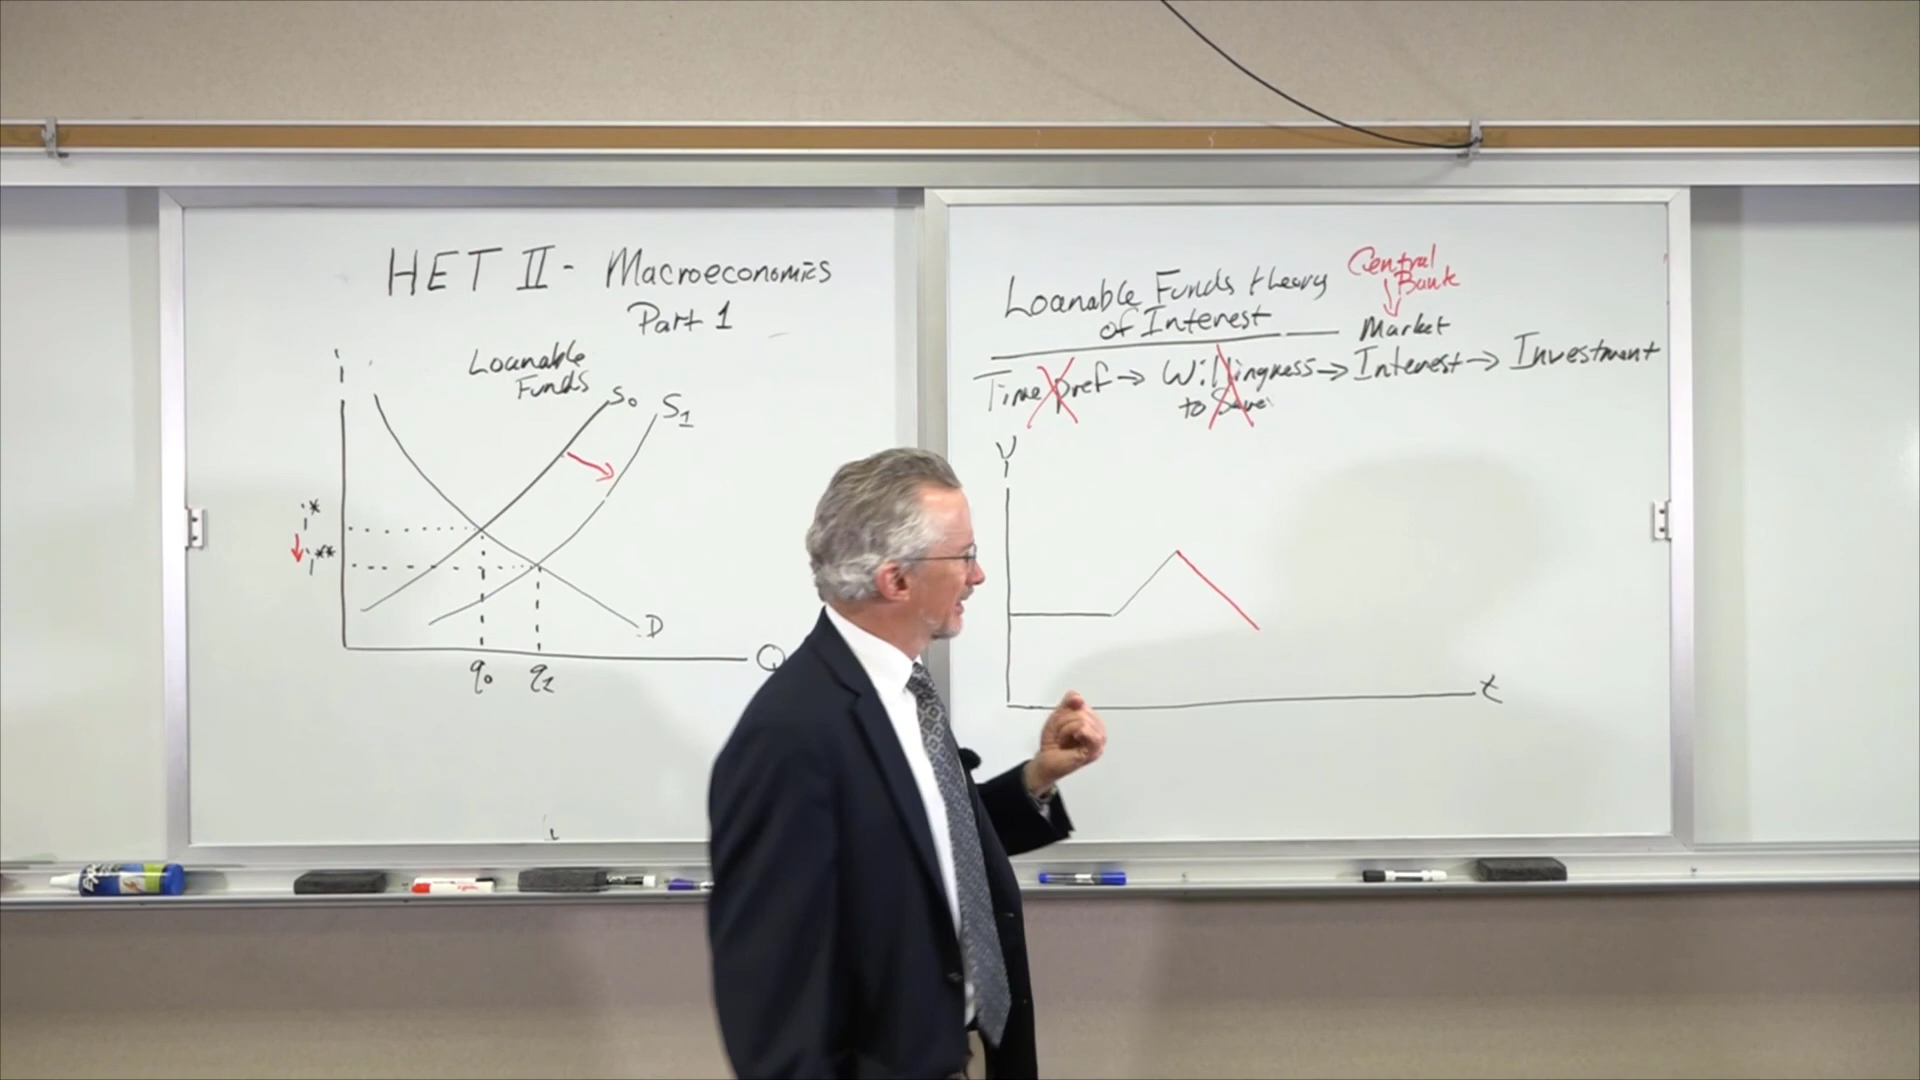 HET II - Macroeconomics
Part 1
Loanable
Funds
i
S₀
S₁
i*
i**
D
Q
q₀
q₁
Loanable Funds theory
of Interest
Central
Bank
Market
Time Pref → Willingness → Interest → Investment
to Save
Y
t
EXPO